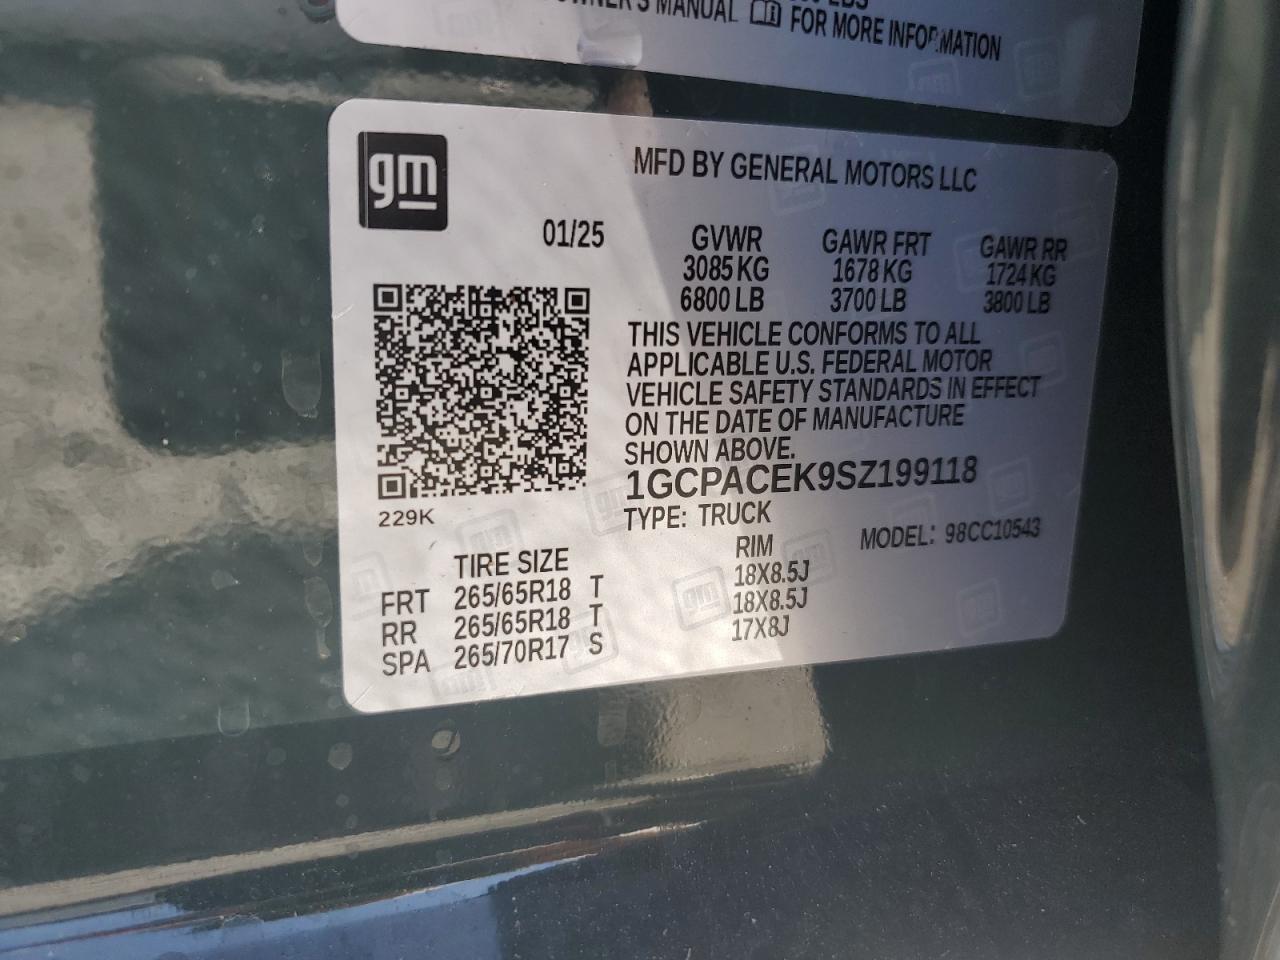 OWNER'S MANUAL FOR MORE INFORMATION
gm
MFD BY GENERAL MOTORS LLC
01/25
GVWR GAWR FRT GAWR RR
3085 KG 1678 KG 1724 KG
6800 LB 3700 LB 3800 LB
THIS VEHICLE CONFORMS TO ALL
APPLICABLE U.S. FEDERAL MOTOR
VEHICLE SAFETY STANDARDS IN EFFECT
ON THE DATE OF MANUFACTURE
SHOWN ABOVE.
1GCPACEK9SZ199118
229K
TYPE: TRUCK
MODEL: 98CC10543
TIRE SIZE RIM
FRT 265/65R18 T 18X8.5J
RR 265/65R18 T 18X8.5J
SPA 265/70R17 S 17X8J